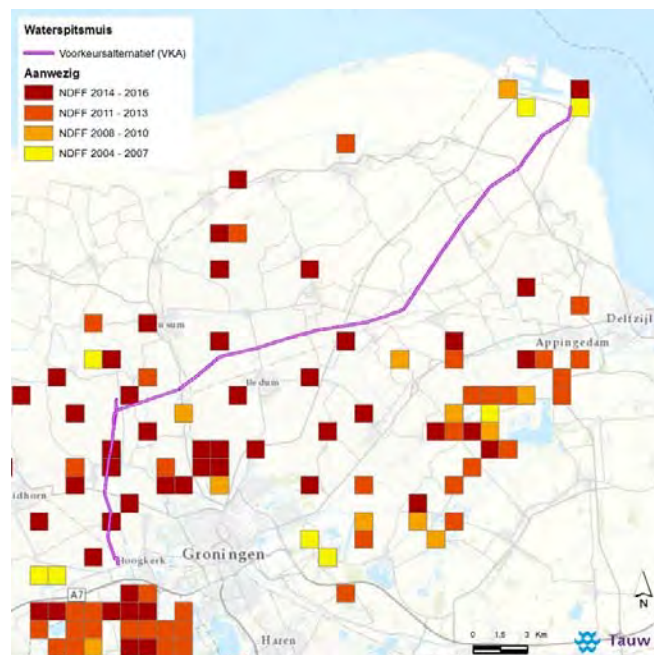 Waterspitsmuis
Voorkeursalternatief (VKA)
Aanwezig
NDFF 2014 - 2016
NDFF 2011 - 2013
NDFF 2008 - 2010
NDFF 2004 - 2007
Delfzijl
Appingedam
Bedum
Groningen
Hoogkerk
A7
Haren
N
0 1,5 3 Km
Tauw